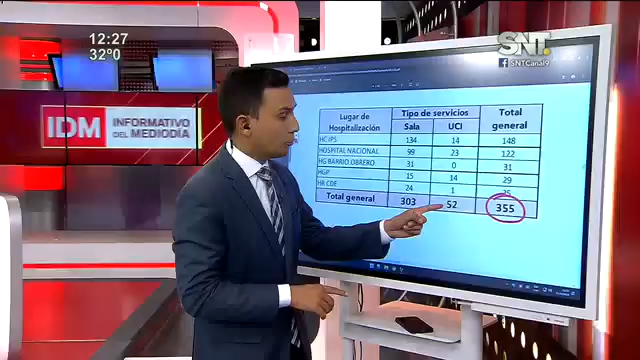 12:27
32°
SNT
SNTCanal9
IDM INFORMATIVO DEL MEDIODÍA
Lugar de Hospitalización Tipo de servicios Total general
Sala UCI
HC IPS 134 14 148
HOSPITAL NACIONAL 99 23 122
HG BARRIO OBRERO 31 0 31
HGP 15 14 29
HR CDE 24 1 25
Total general 303 52 355